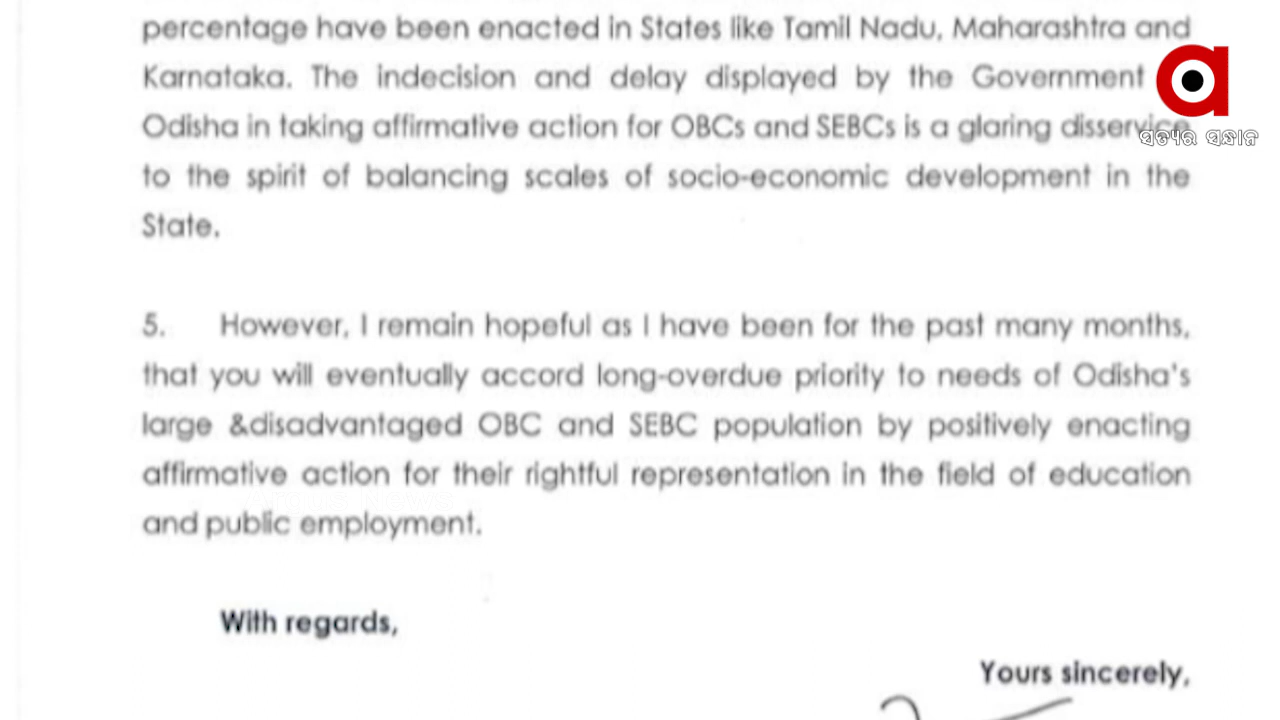 percentage have been enacted in States like Tamil Nadu, Maharashtra and
Karnataka. The indecision and delay displayed by the Government
Odisha in taking affirmative action for OBCs and SEBCs is a glaring disservice
to the spirit of balancing scales of socio-economic development in the
State.
5. However, I remain hopeful as I have been for the past many months,
that you will eventually accord long-overdue priority to needs of Odisha's
large &disadvantaged OBC and SEBC population by positively enacting
affirmative action for their rightful representation in the field of education
and public employment.
With regards,
Yours sincerely,
a
ସତ୍ୟର ସନ୍ଧାନ
ARGUS NEWS